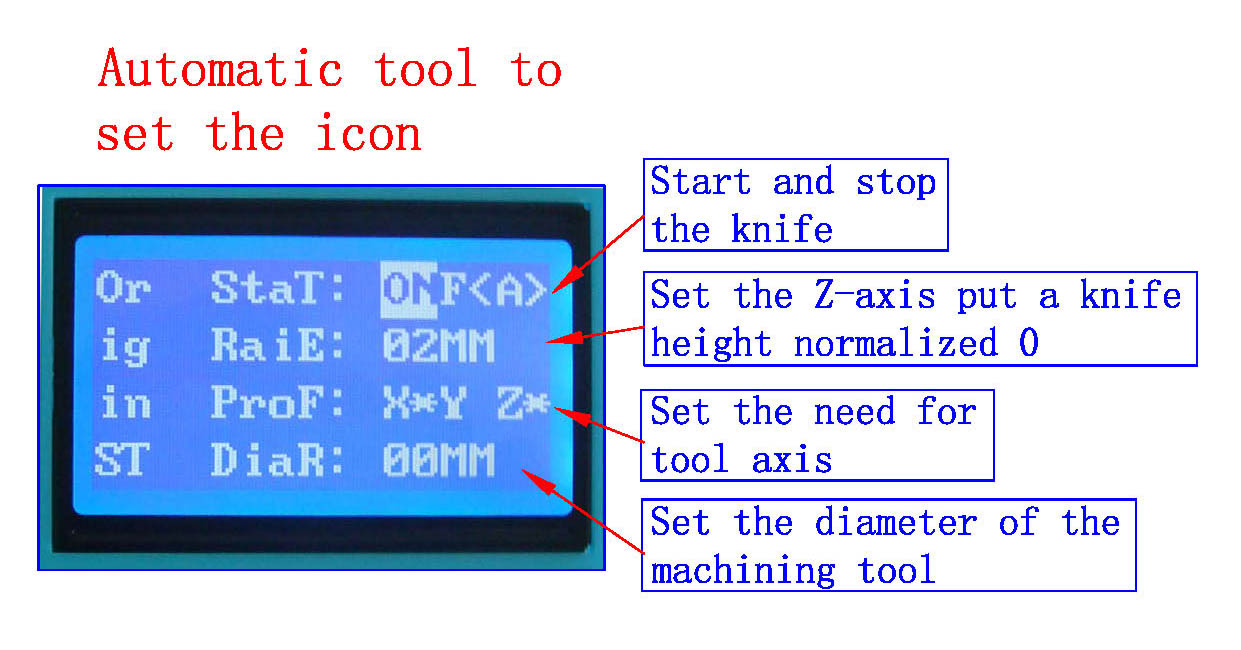 Automatic tool to
set the icon
Or StaT: ONF<A>
ig RaiE: 02MM
in ProF: X*Y Z*
ST DiaR: 00MM
Start and stop
the knife
Set the Z-axis put a knife
height normalized 0
Set the need for
tool axis
Set the diameter of the
machining tool